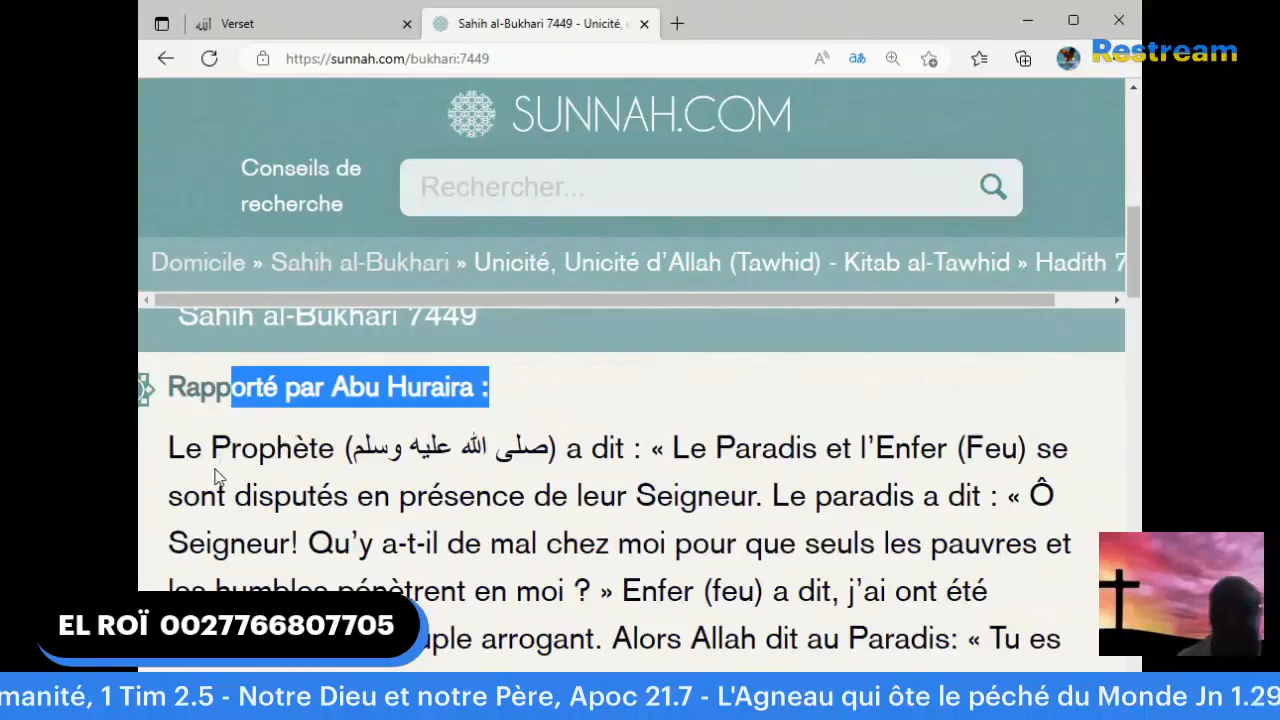 Verset
Sahih al-Bukhari 7449 - Unicité,
Restream
https://sunnah.com/bukhari:7449
SUNNAH.COM
Conseils de
recherche
Rechercher...
Domicile » Sahih al-Bukhari » Unicité, Unicité d’Allah (Tawhid) - Kitab al-Tawhid » Hadith 7
Sahih al-Bukhari 7449
Rapporté par Abu Huraira :
Le Prophète (صلى الله عليه وسلم) a dit : « Le Paradis et l’Enfer (Feu) se
sont disputés en présence de leur Seigneur. Le paradis a dit : « Ô
Seigneur! Qu’y a-t-il de mal chez moi pour que seuls les pauvres et
les humbles pénètrent en moi ? » Enfer (feu) a dit, j’ai ont été
uple arrogant. Alors Allah dit au Paradis: « Tu es
EL ROÏ 0027766807705
manité, 1 Tim 2.5 - Notre Dieu et notre Père, Apoc 21.7 - L'Agneau qui ôte le péché du Monde Jn 1.29